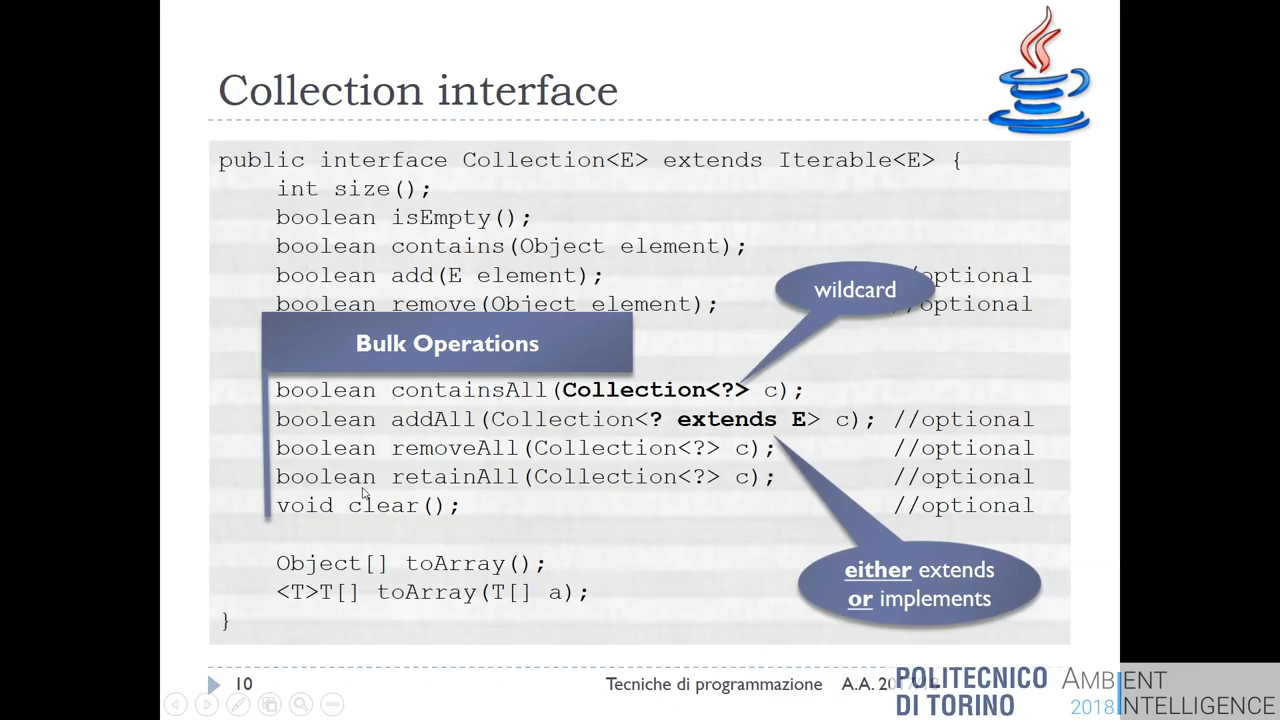 Collection interface
public interface Collection<E> extends Iterable<E> {
int size();
boolean isEmpty();
boolean contains(Object element);
boolean add(E element); //optional
wildcard
boolean remove(Object element); //optional
Bulk Operations
boolean containsAll(Collection<?> c);
boolean addAll(Collection<? extends E> c); //optional
boolean removeAll(Collection<?> c); //optional
boolean retainAll(Collection<?> c); //optional
void clear(); //optional
Object[] toArray();
either extends
or implements
<T>T[] toArray(T[] a);
}
10 Tecniche di programmazione A.A.
POLITECNICO
DI TORINO
AMBIENT
2018 INTELLIGENCE